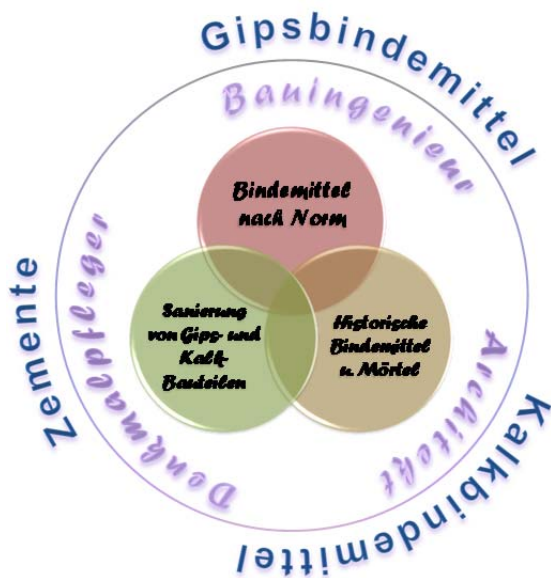 Gipsbindemittel
Bauingenieur
Bindemittel
nach Norm
Zemente
Denkmalpfleger
Sanierung
von Gips- und
Kalk-
Bauteilen
Historische
Bindemittel
u. Mörtel
Architekt
Kalkbindemittel